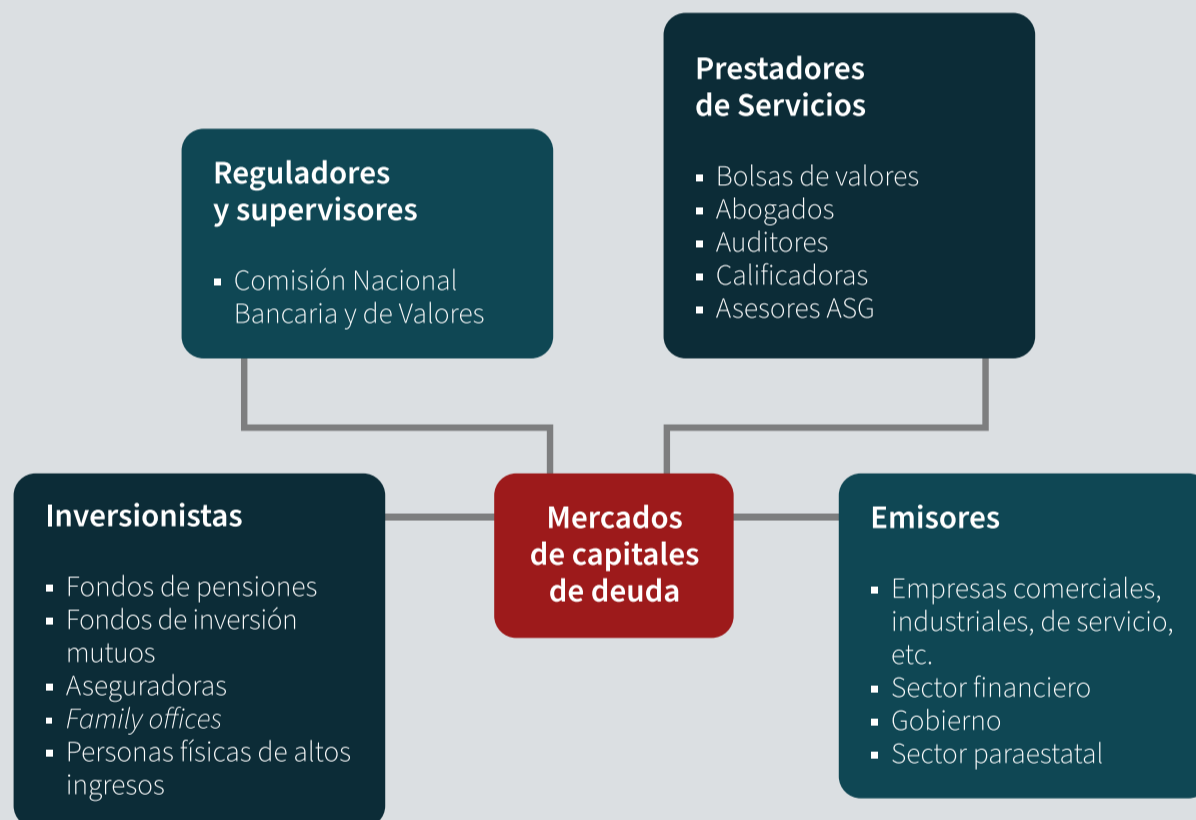 Prestadores
de Servicios
▪ Bolsas de valores
▪ Abogados
▪ Auditores
▪ Calificadoras
▪ Asesores ASG
Reguladores
y supervisores
▪ Comisión Nacional
Bancaria y de Valores
Inversionistas
▪ Fondos de pensiones
▪ Fondos de inversión
mutuos
▪ Aseguradoras
▪ Family offices
▪ Personas físicas de altos
ingresos
Mercados
de capitales
de deuda
Emisores
▪ Empresas comerciales,
industriales, de servicio,
etc.
▪ Sector financiero
▪ Gobierno
▪ Sector paraestatal